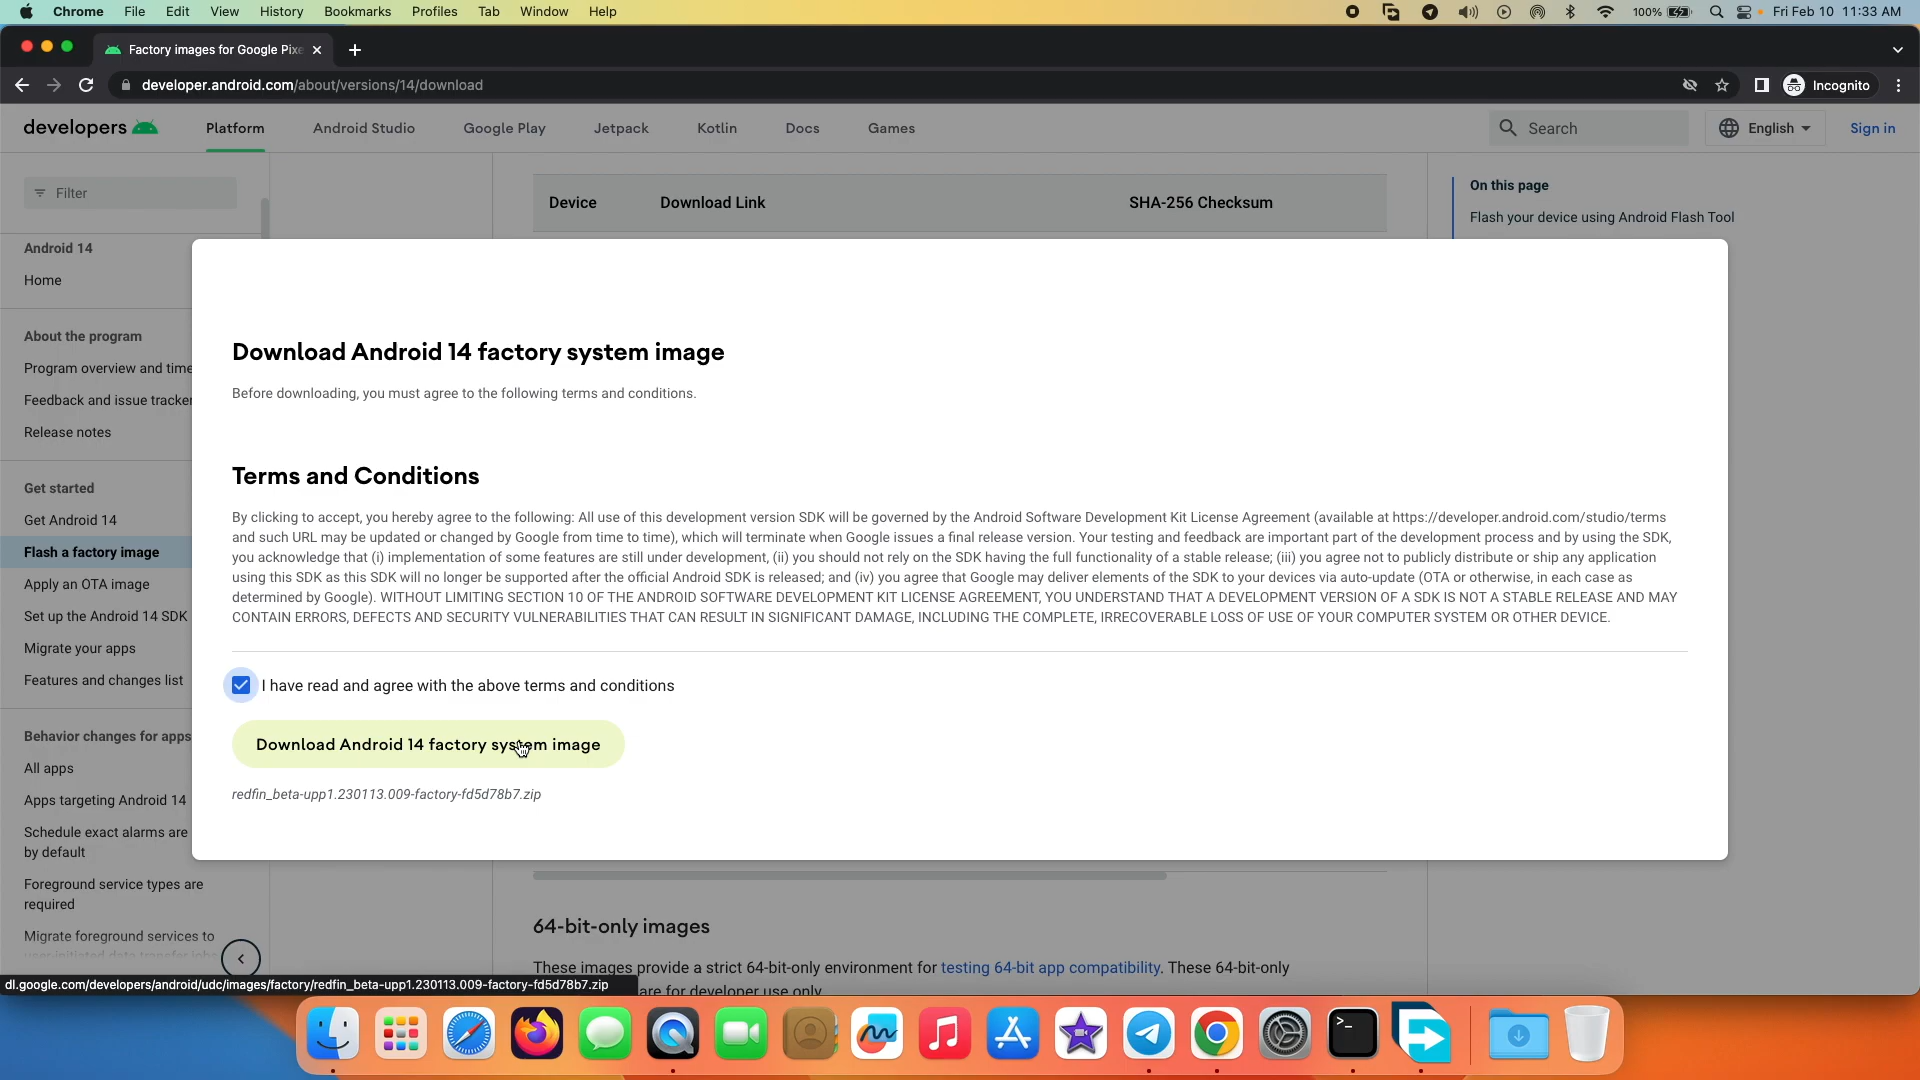 Chrome File Edit View History Bookmarks Profiles Tab Window Help 100% Fri Feb 10 11:33 AM
Factory images for Google Pixe
developer.android.com/about/versions/14/download Incognito
developers Platform Android Studio Google Play Jetpack Kotlin Docs Games Search English Sign in
Filter
Device Download Link SHA-256 Checksum
On this page
Flash your device using Android Flash Tool
Android 14
Home
About the program
Program overview and time
Feedback and issue tracker
Release notes
Get started
Get Android 14
Flash a factory image
Apply an OTA image
Set up the Android 14 SDK
Migrate your apps
Features and changes list
Behavior changes for apps
All apps
Apps targeting Android 14
Schedule exact alarms are
by default
Foreground service types are
required
Migrate foreground services to
user-initiated data transfer jobs
Download Android 14 factory system image
Before downloading, you must agree to the following terms and conditions.
Terms and Conditions
By clicking to accept, you hereby agree to the following: All use of this development version SDK will be governed by the Android Software Development Kit License Agreement (available at https://developer.android.com/studio/terms
and such URL may be updated or changed by Google from time to time), which will terminate when Google issues a final release version. Your testing and feedback are important part of the development process and by using the SDK,
you acknowledge that (i) implementation of some features are still under development, (ii) you should not rely on the SDK having the full functionality of a stable release; (iii) you agree not to publicly distribute or ship any application
using this SDK as this SDK will no longer be supported after the official Android SDK is released; and (iv) you agree that Google may deliver elements of the SDK to your devices via auto-update (OTA or otherwise, in each case as
determined by Google). WITHOUT LIMITING SECTION 10 OF THE ANDROID SOFTWARE DEVELOPMENT KIT LICENSE AGREEMENT, YOU UNDERSTAND THAT A DEVELOPMENT VERSION OF A SDK IS NOT A STABLE RELEASE AND MAY
CONTAIN ERRORS, DEFECTS AND SECURITY VULNERABILITIES THAT CAN RESULT IN SIGNIFICANT DAMAGE, INCLUDING THE COMPLETE, IRRECOVERABLE LOSS OF USE OF YOUR COMPUTER SYSTEM OR OTHER DEVICE.
I have read and agree with the above terms and conditions
Download Android 14 factory system image
redfin_beta-upp1.230113.009-factory-fd5d78b7.zip
64-bit-only images
These images provide a strict 64-bit-only environment for testing 64-bit app compatibility. These 64-bit-only
are for developer use only
dl.google.com/developers/android/udc/images/factory/redfin_beta-upp1.230113.009-factory-fd5d78b7.zip